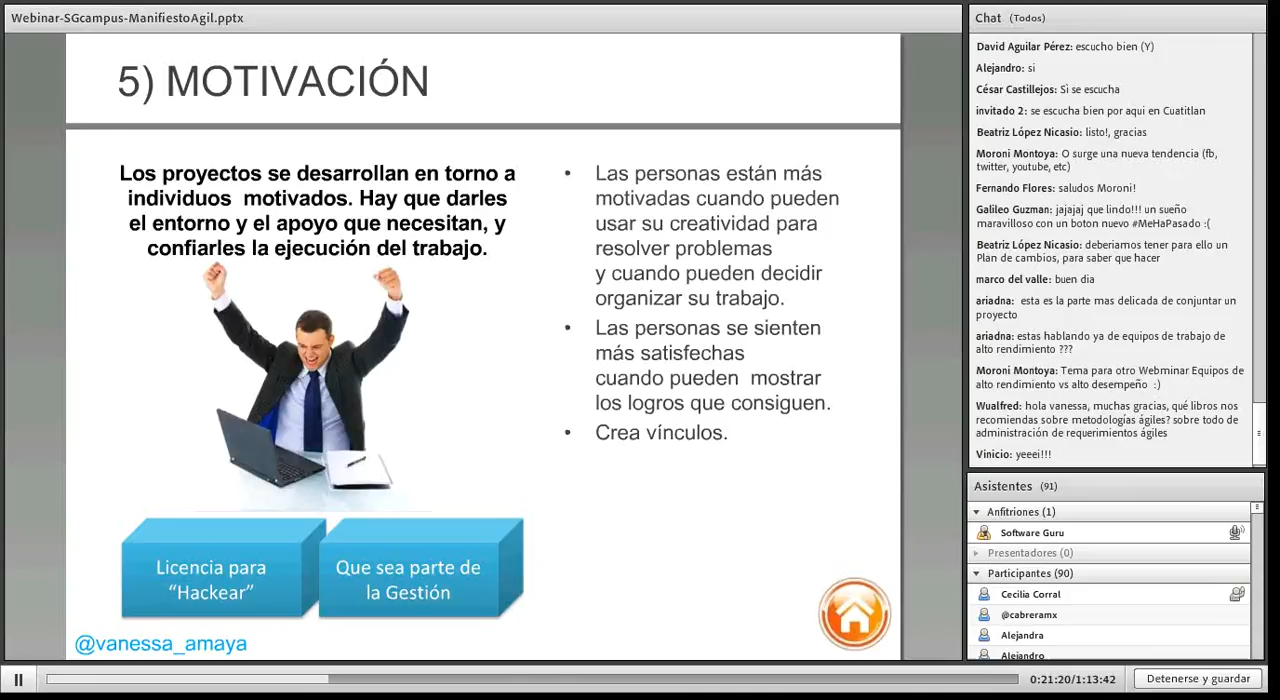 Webinar-SGcampus-ManifiestoAgil.pptx
5) MOTIVACIÓN
Los proyectos se desarrollan en torno a
individuos motivados. Hay que darles
el entorno y el apoyo que necesitan, y
confiarles la ejecución del trabajo.
• Las personas están más
motivadas cuando pueden
usar su creatividad para
resolver problemas
y cuando pueden decidir
organizar su trabajo.
• Las personas se sienten
más satisfechas
cuando pueden mostrar
los logros que consiguen.
• Crea vínculos.
Licencia para
“Hackear”
Que sea parte de
la Gestión
@vanessa_amaya
Chat (Todos)
David Aguilar Pérez: escucho bien (Y)
Alejandro: si
César Castillejos: Sì se escucha
invitado 2: se escucha bien por aqui en Cuatitlan
Beatriz López Nicasio: listo!, gracias
Moroni Montoya: O surge una nueva tendencia (fb,
twitter, youtube, etc)
Fernando Flores: saludos Moroni!
Galileo Guzman: jajajaj que lindo!!! un sueño
maravilloso con un boton nuevo #MeHaPasado :(
Beatriz López Nicasio: deberiamos tener para ello un
Plan de cambios, para saber que hacer
marco del valle: buen dia
ariadna: esta es la parte mas delicada de conjuntar un
proyecto
ariadna: estas hablando ya de equipos de trabajo de
alto rendimiento ???
Moroni Montoya: Tema para otro Webminar Equipos de
alto rendimiento vs alto desempeño :)
Wualfred: hola vanessa, muchas gracias, qué libros nos
recomiendas sobre metodologías ágiles? sobre todo de
administración de requerimientos ágiles
Vinicio: yeeei!!!
Asistentes (91)
Anfitriones (1)
Software Guru
Presentadores (0)
Participantes (90)
Cecilia Corral
@cabreramx
Alejandra
Alejandro
0:21:20/1:13:42
Detenerse y guardar